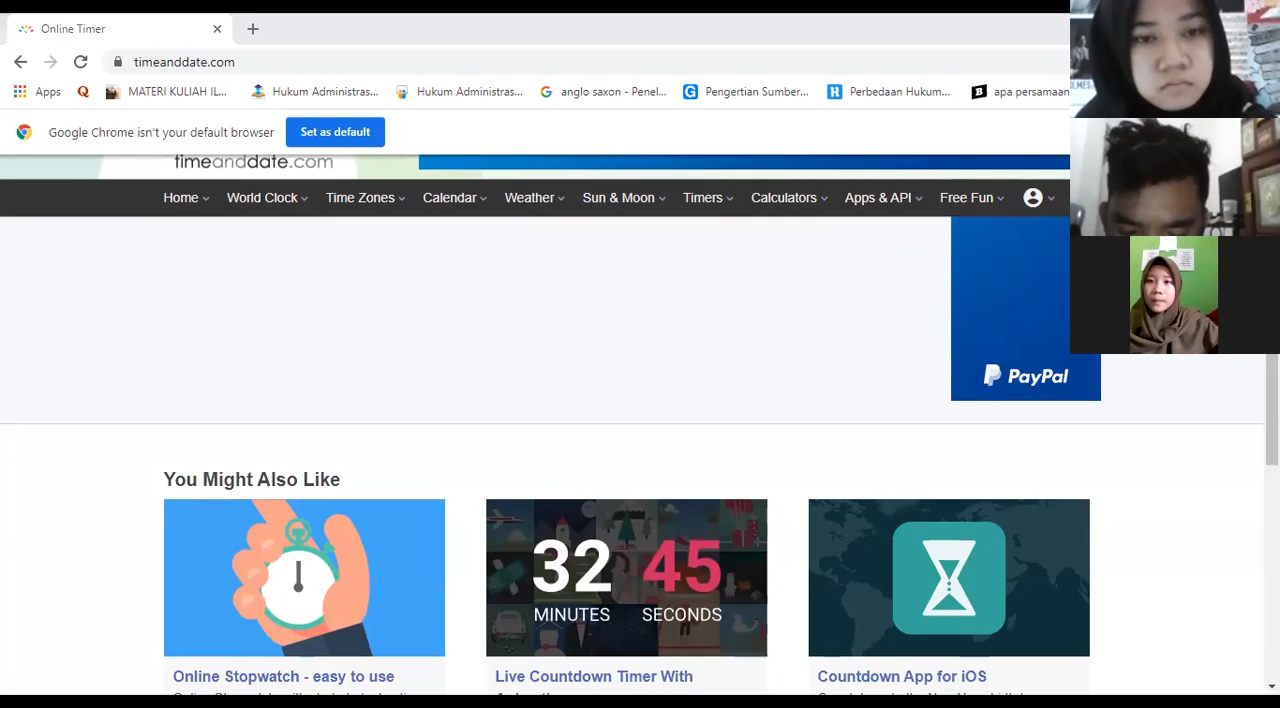 Online Timer
timeanddate.com
Apps MATERI KULIAH IL... Hukum Administras... Hukum Administras... anglo saxon - Penel... Pengertian Sumber... Perbedaan Hukum... apa persamaan
Google Chrome isn't your default browser Set as default
timeanddate.com
Home World Clock Time Zones Calendar Weather Sun & Moon Timers Calculators Apps & API Free Fun
PayPal
You Might Also Like
32 45
MINUTES SECONDS
Online Stopwatch - easy to use Live Countdown Timer With Countdown App for iOS